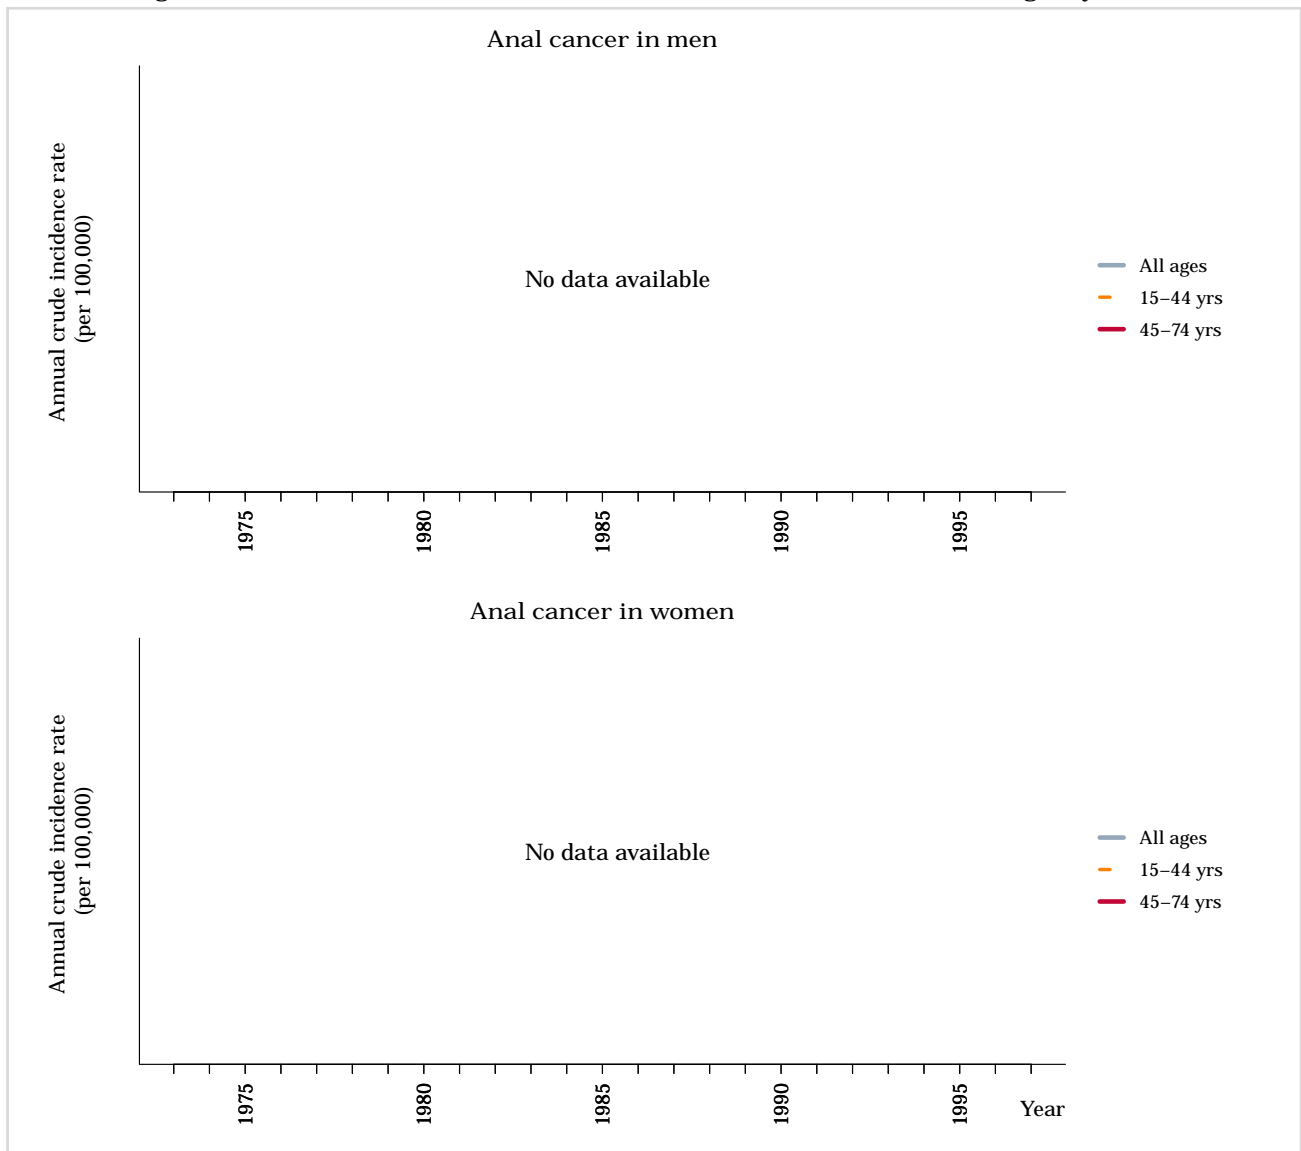 Anal cancer in men
Annual crude incidence rate
(per 100,000)
No data available
All ages
15−44 yrs
45−74 yrs
1975
1980
1985
1990
1995
Anal cancer in women
Annual crude incidence rate
(per 100,000)
No data available
All ages
15−44 yrs
45−74 yrs
1975
1980
1985
1990
1995
Year